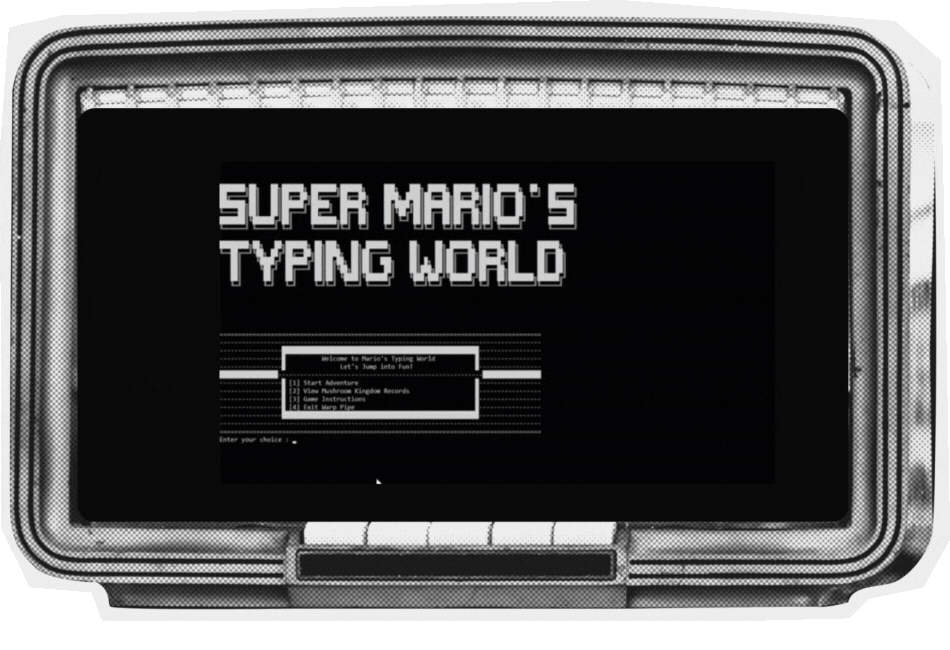 SUPER MARIO'S
TYPING WORLD
Welcome to Mario's Typing World
Let's Jump into Fun!
[1] Start Adventure
[2] View Mushroom Kingdom Records
[3] Game Instructions
[4] Exit Warp Pipe
Enter your choice :